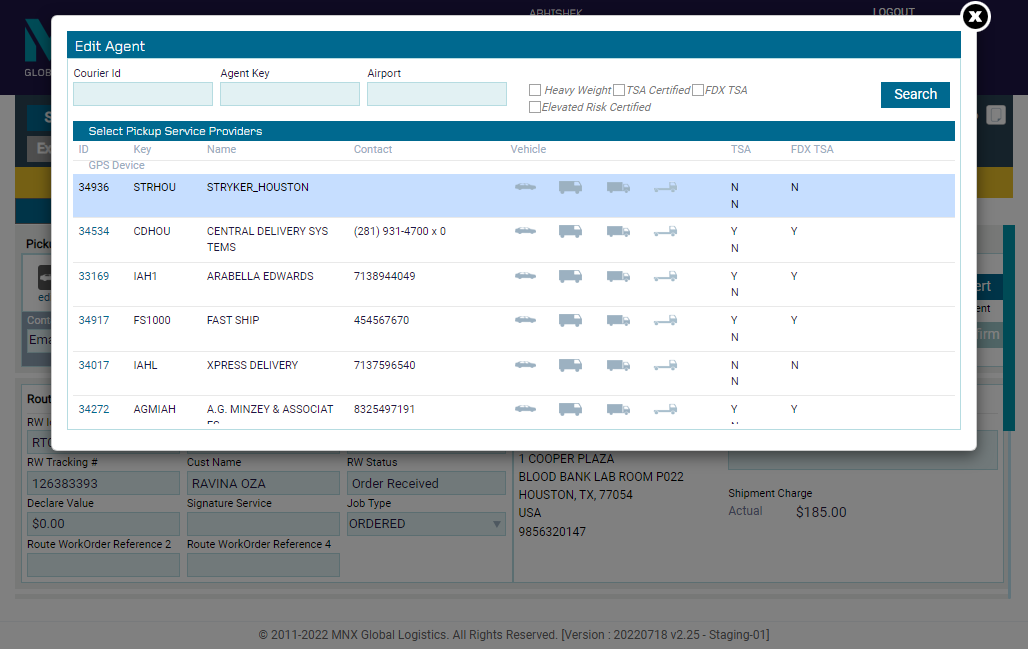 ABHISHEK
LOGOUT
GLOB
Edit Agent
Courier Id
Agent Key
Airport
Heavy Weight
TSA Certified
FDX TSA
Elevated Risk Certified
Search
Select Pickup Service Providers
ID Key Name Contact Vehicle TSA FDX TSA
GPS Device
34936 STRHOU STRYKER_HOUSTON N N
N
34534 CDHOU CENTRAL DELIVERY SYS (281) 931-4700 x 0 Y Y
TEMS N
33169 IAH1 ARABELLA EDWARDS 7138944049 Y Y
N
34917 FS1000 FAST SHIP 454567670 Y Y
N
34017 IAHL XPRESS DELIVERY 7137596540 N N
N
34272 AGMIAH A.G. MINZEY & ASSOCIAT 8325497191 Y Y
RW Tracking # Cust Name RW Status
126383393 RAVINA OZA Order Received
Declare Value Signature Service Job Type
$0.00 ORDERED
Route WorkOrder Reference 2 Route WorkOrder Reference 4
1 COOPER PLAZA
BLOOD BANK LAB ROOM P022
HOUSTON, TX, 77054
USA
9856320147
Shipment Charge
Actual $185.00
© 2011-2022 MNX Global Logistics. All Rights Reserved. [Version : 20220718 v2.25 - Staging-01]